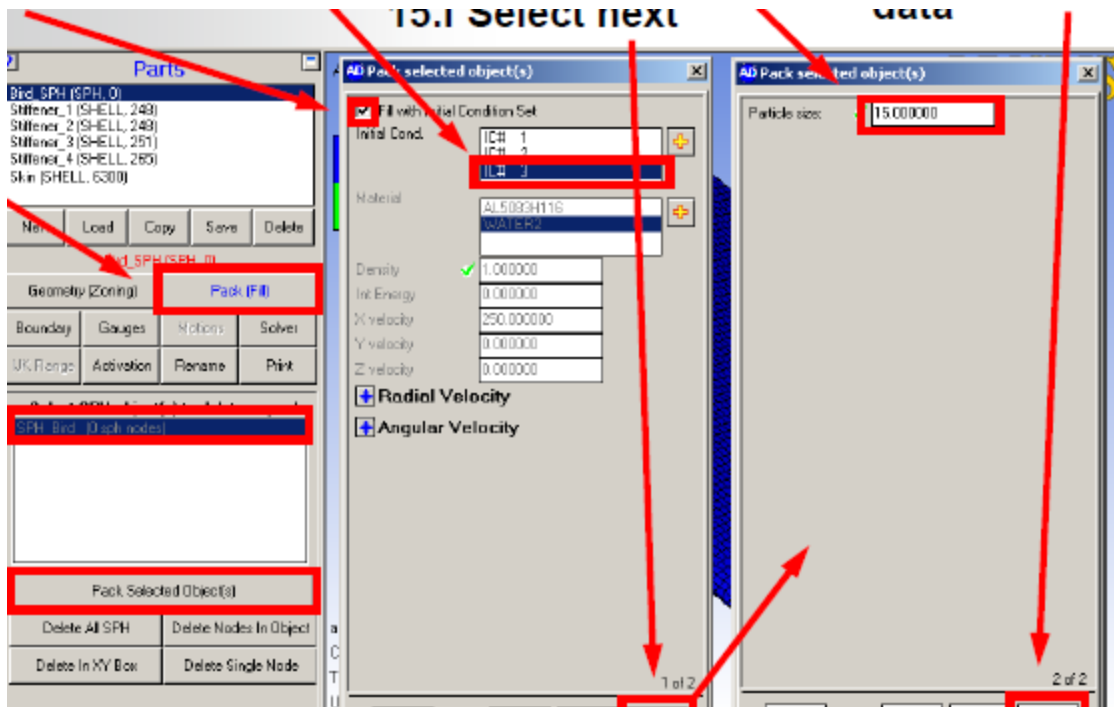 15.i Select next
data
Parts
Bird_SPH (SPH, 0)
Stiffener_1 (SHELL, 248)
Stiffener_2 (SHELL, 248)
Stiffener_3 (SHELL, 251)
Stiffener_4 (SHELL, 265)
Skin (SHELL, 6300)
Load Copy Save Delete
Bird_SPH (SPH, 0)
Geometry (Zoning) Pack (Fill)
Boundary Gauges Motions Solver
Activation Rename Print
SPH_Bird (0 sph nodes)
Pack Selected Object(s)
Delete All SPH Delete Nodes In Object
Delete In XY Box Delete Single Node
AD Pack selected object(s)
Fill with Initial Condition Set
Initial Cond.
IC# 1
IC# 2
IC# 3
Material
AL5083H116
WATER2
Density 1.000000
Int Energy 0.000000
X velocity 250.000000
Y velocity 0.000000
Z velocity 0.000000
Radial Velocity
Angular Velocity
1 of 2
AD Pack selected object(s)
Particle size: 15.000000
2 of 2